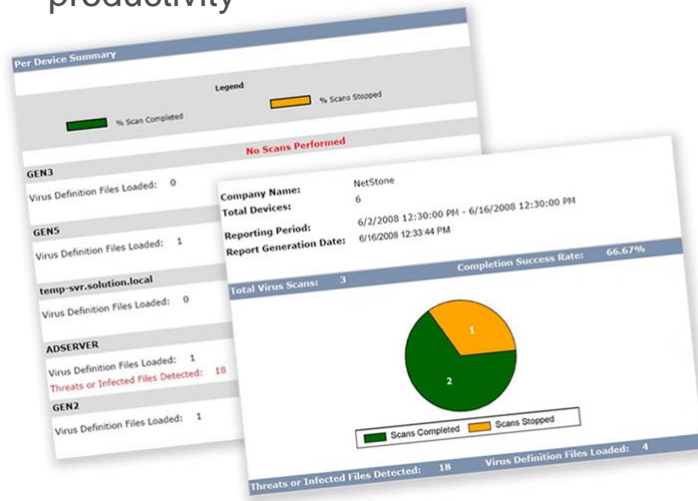 productivity
Per Device Summary
Legend
% Scan Completed
% Scans Stopped
No Scans Performed
GEN3
Virus Definition Files Loaded: 0
GEN5
Virus Definition Files Loaded: 1
temp-svr.solution.local
Virus Definition Files Loaded: 0
ADSERVER
Virus Definition Files Loaded: 1
Threats or Infected Files Detected: 18
GEN2
Virus Definition Files Loaded: 1
Company Name: NetStone
Total Devices: 6
Reporting Period: 6/2/2008 12:30:00 PM - 6/16/2008 12:30:00 PM
Report Generation Date: 6/16/2008 12:33:44 PM
Total Virus Scans: 3 Completion Success Rate: 66.67%
1
2
Scans Completed Scans Stopped
Threats or Infected Files Detected: 18 Virus Definition Files Loaded: 4